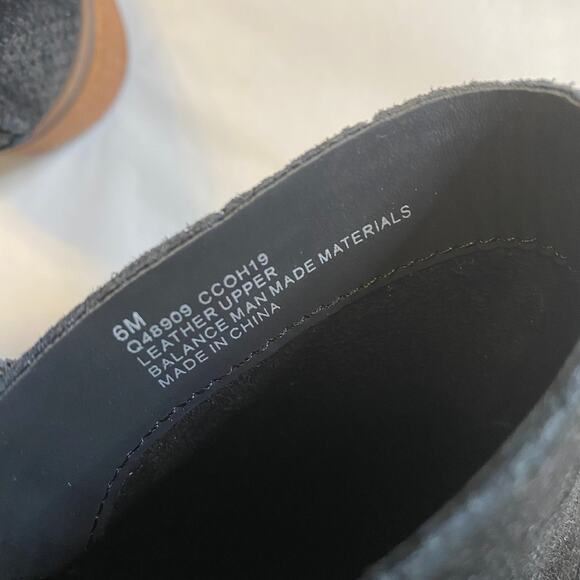 6M
Q48909 CCOH19
LEATHER UPPER
BALANCE MAN MADE MATERIALS
MADE IN CHINA